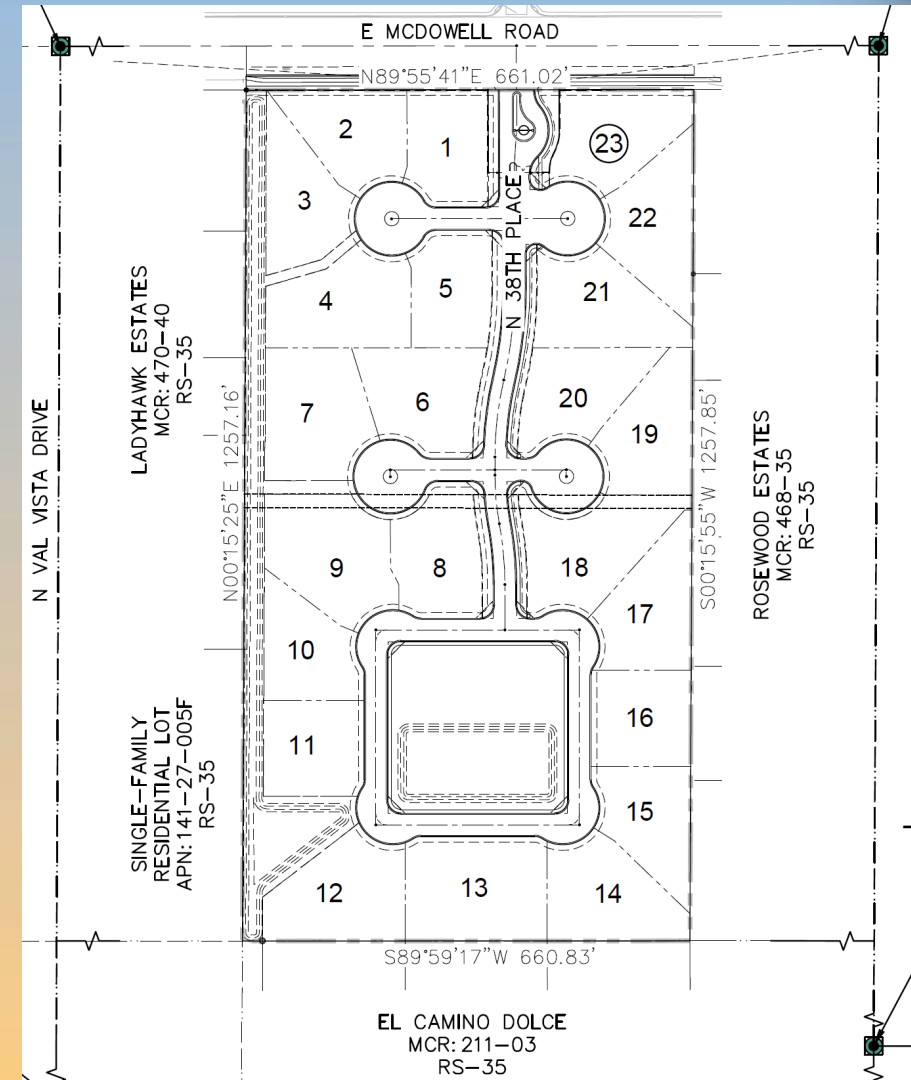 E MCDOWELL ROAD
N89°55'41"E 661.02'
2
1
23
3
22
N 38TH PLACE
4
5
21
LADYHAWK ESTATES
MCR: 470-40
RS-35
7
6
20
19
N VAL VISTA DRIVE
N00°15'25"E 1257.16'
S00°15'55"W 1257.85'
ROSEWOOD ESTATES
MCR: 468-35
RS-35
9
8
18
17
10
16
11
15
SINGLE-FAMILY
RESIDENTIAL LOT
APN: 141-27-005F
RS-35
12
13
14
S89°59'17"W 660.83'
EL CAMINO DOLCE
MCR: 211-03
RS-35